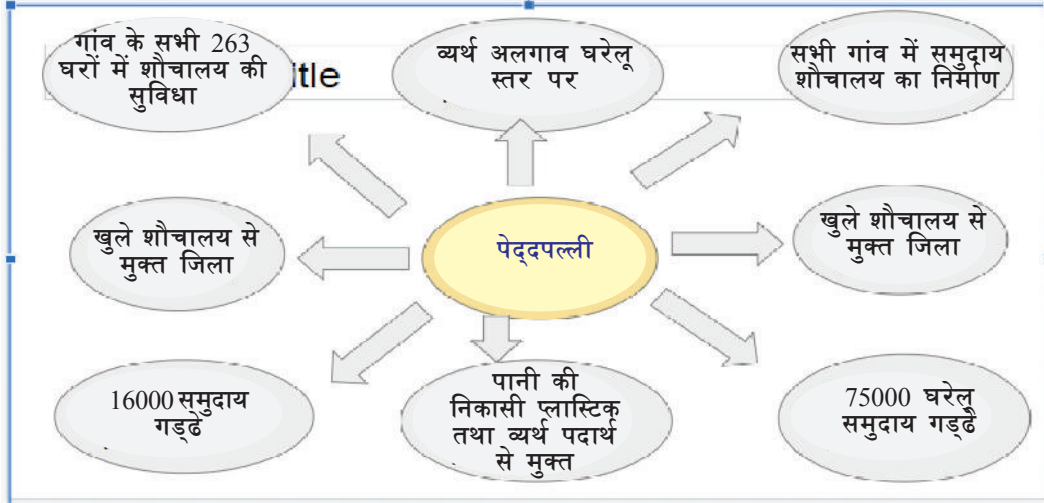 गांव के सभी 263
घरों में शौचालय की
सुविधा
itle
व्यर्थ अलगाव घरेलू
स्तर पर
सभी गांव में समुदाय
शौचालय का निर्माण
खुले शौचालय से
मुक्त जिला
पेद्दपल्ली
खुले शौचालय से
मुक्त जिला
16000 समुदाय
गड्ढे
पानी की
निकासी प्लास्टिक
तथा व्यर्थ पदार्थ
से मुक्त
75000 घरेलू
समुदाय गड्ढे